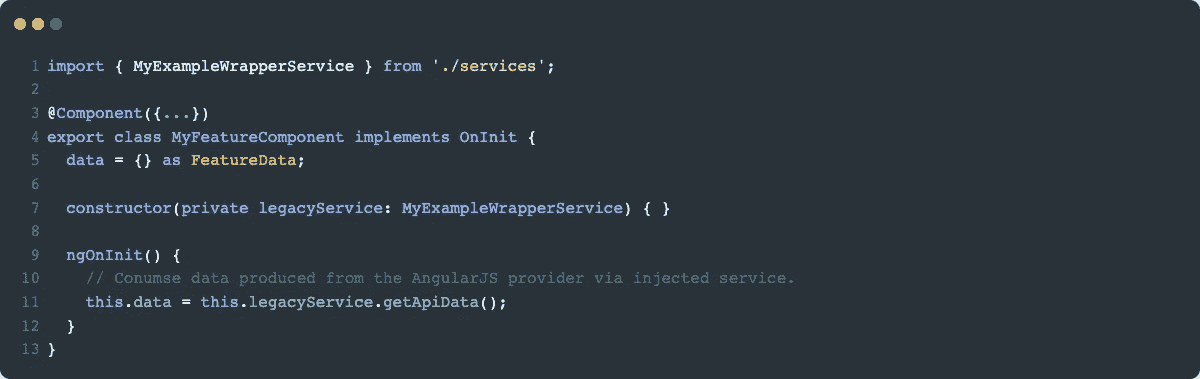 1 import { MyExampleWrapperService } from './services';
2
3 @Component({...})
4 export class MyFeatureComponent implements OnInit {
5   data = {} as FeatureData;
6
7   constructor(private legacyService: MyExampleWrapperService) { }
8
9   ngOnInit() {
10     // Conumse data produced from the AngularJS provider via injected service.
11     this.data = this.legacyService.getApiData();
12   }
13 }